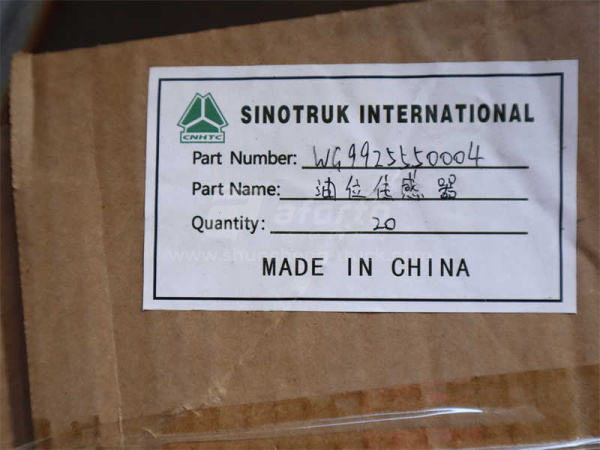 CNHTC
SINOTRUK INTERNATIONAL
Part Number: WG9925550004
Part Name: 油位传感器
Quantity: 20
MADE IN CHINA